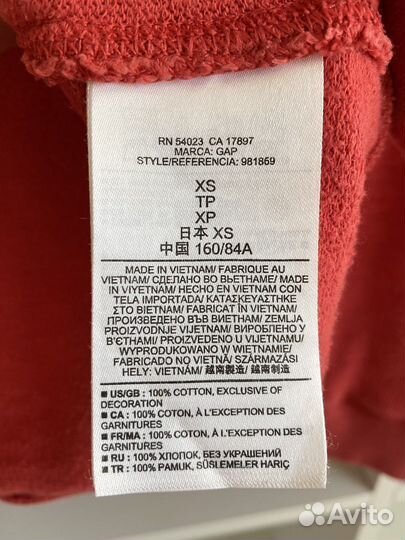 RN 54023 CA 17897
MARCA: GAP
STYLE/REFERENCIA: 981869
XS
TP
XP
日本 XS
中国 160/84A
MADE IN VIETNAM/ FABRIQUE AU
VIETNAM/ СДЕЛАНО ВО ВЬЕТНАМЕ/
MADE IN VIYETNAM/ HECHO EN VIETNAM CON
TELA IMPORTADA/ ΚΑΤΑΣΚΕΥΑΣΤΗΚΕ
ΣΤΟ ΒΙΕΤΝΑΜ/ FABRICAT ÎN VIETNAM/
ПРОИЗВЕДЕНО ВЪВ ВИЕТНАМ/ ZEMLJA
PROIZVODNJE VIJETNAM/ ВИРОБЛЕНО У
В'ЄТНАМІ/ PROIZVEDENO U VIJETNAMU/
WYPRODUKOWANO W WIETNAMIE/
FABRICADO NO VIETNÃ/ SZÁRMAZÁSI
HELY: VIETNAM/ 越南製造/ 越南制造
US/GB: 100% COTTON, EXCLUSIVE OF
DECORATION
CA : 100% COTON, À L'EXCEPTION DES
GARNITURES
FR/MA : 100% COTON, À L'EXCEPTION DES
GARNITURES
RU : 100% ХЛОПОК, БЕЗ УКРАШЕНИЙ
TR : 100% PAMUK, SÜSLEMELER HARİÇ
Avito